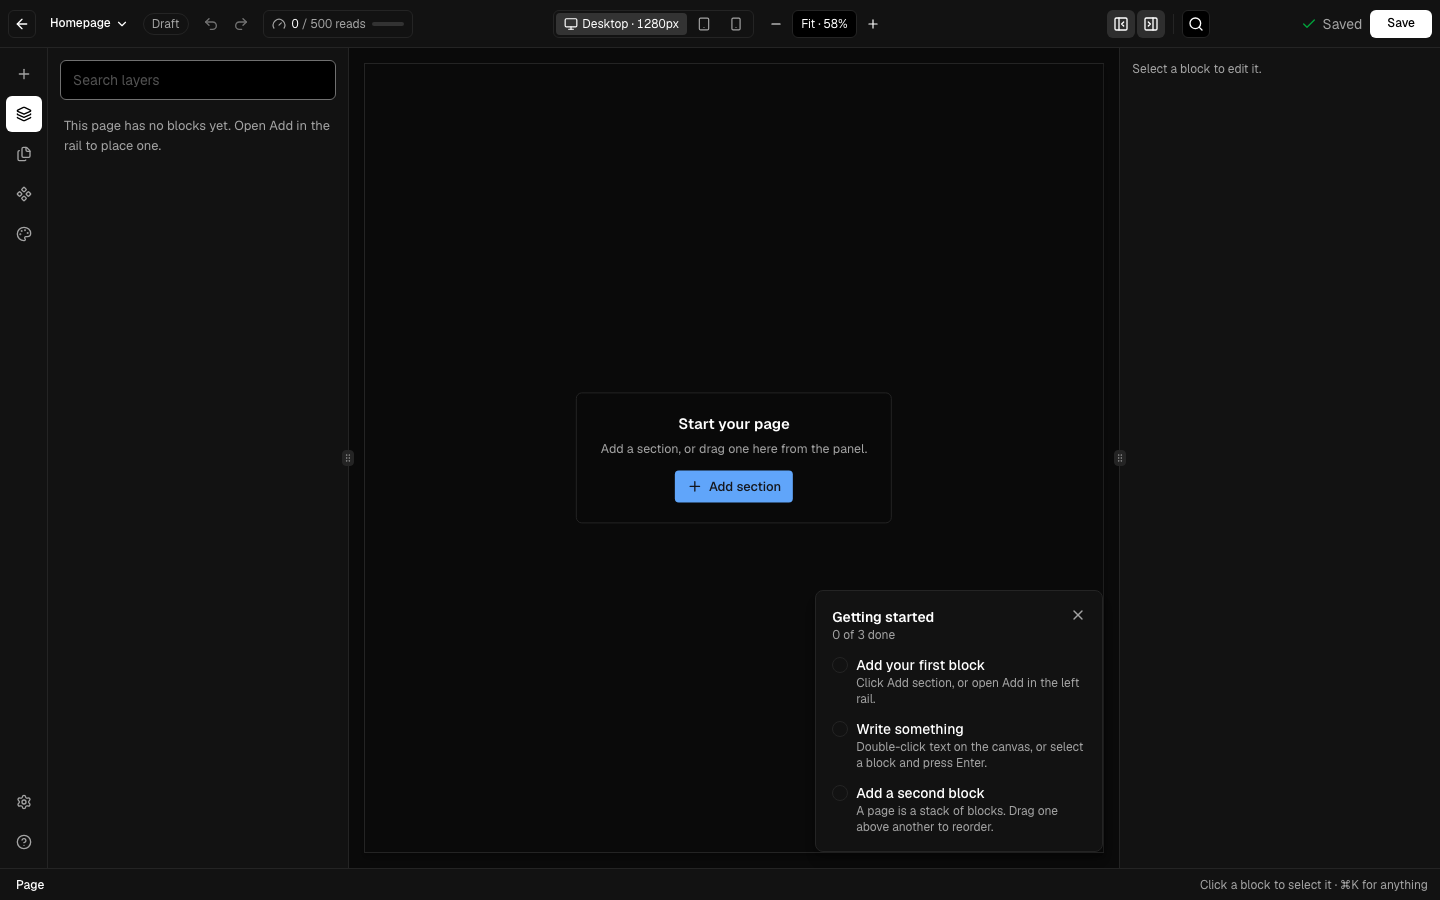 Homepage
Draft
0 / 500 reads
Desktop · 1280px
Fit · 58%
Saved
Save
Search layers
This page has no blocks yet. Open Add in the
rail to place one.
Select a block to edit it.
Start your page
Add a section, or drag one here from the panel.
Add section
Getting started
0 of 3 done
Add your first block
Click Add section, or open Add in the left
rail.
Write something
Double-click text on the canvas, or select
a block and press Enter.
Add a second block
A page is a stack of blocks. Drag one
above another to reorder.
Page
Click a block to select it · ⌘K for anything